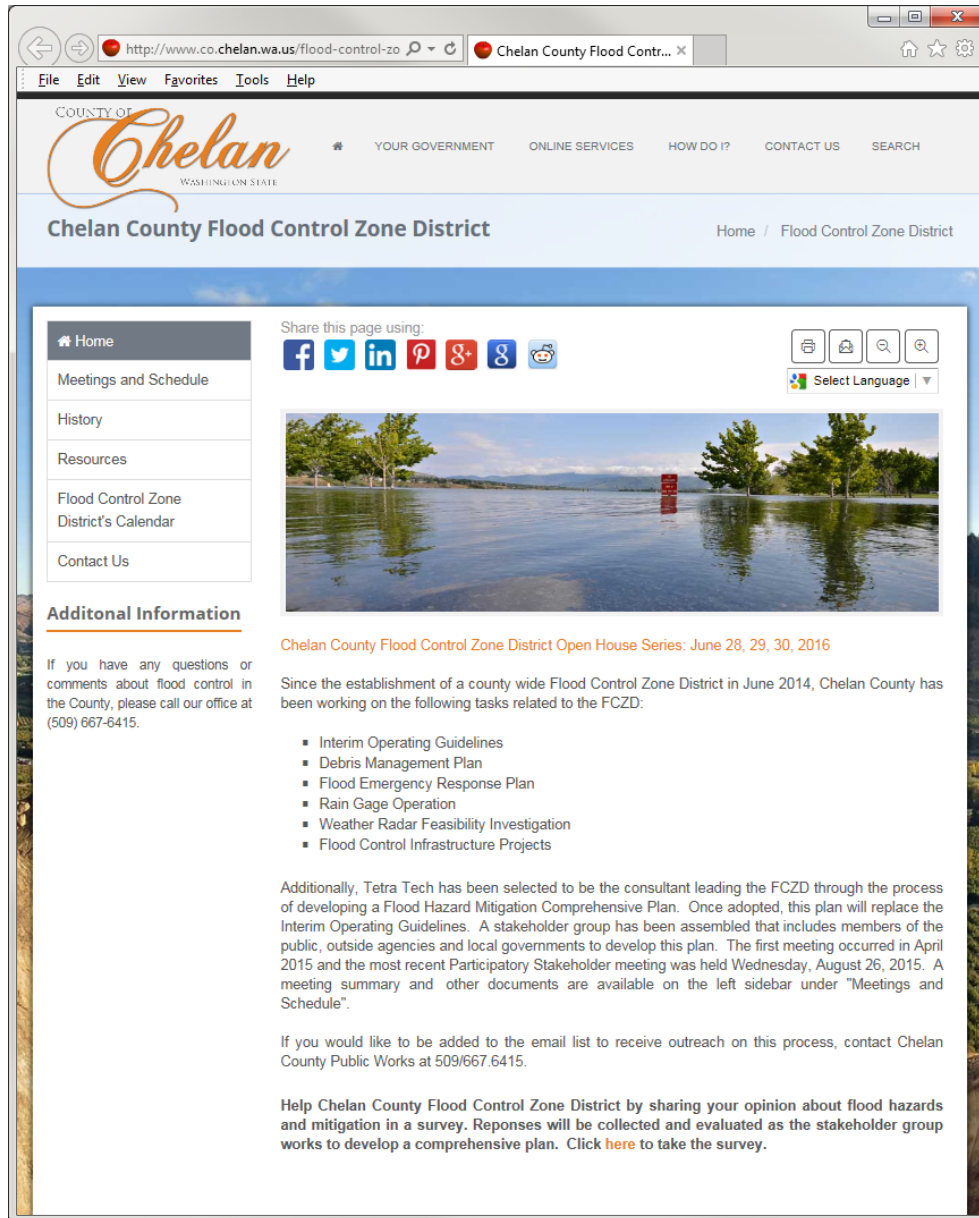 http://www.co.chelan.wa.us/flood-control-zo
Chelan County Flood Contr...
File Edit View Favorites Tools Help
COUNTY OF
Chelan
WASHINGTON STATE
YOUR GOVERNMENT ONLINE SERVICES HOW DO I? CONTACT US SEARCH
Chelan County Flood Control Zone District
Home / Flood Control Zone District
Home
Meetings and Schedule
History
Resources
Flood Control Zone
District's Calendar
Contact Us
Additonal Information
If you have any questions or
comments about flood control in
the County, please call our office at
(509) 667-6415.
Share this page using:
Select Language
Chelan County Flood Control Zone District Open House Series: June 28, 29, 30, 2016
Since the establishment of a county wide Flood Control Zone District in June 2014, Chelan County has
been working on the following tasks related to the FCZD:
Interim Operating Guidelines
Debris Management Plan
Flood Emergency Response Plan
Rain Gage Operation
Weather Radar Feasibility Investigation
Flood Control Infrastructure Projects
Additionally, Tetra Tech has been selected to be the consultant leading the FCZD through the process
of developing a Flood Hazard Mitigation Comprehensive Plan. Once adopted, this plan will replace the
Interim Operating Guidelines. A stakeholder group has been assembled that includes members of the
public, outside agencies and local governments to develop this plan. The first meeting occurred in April
2015 and the most recent Participatory Stakeholder meeting was held Wednesday, August 26, 2015. A
meeting summary and other documents are available on the left sidebar under "Meetings and
Schedule".
If you would like to be added to the email list to receive outreach on this process, contact Chelan
County Public Works at 509/667.6415.
Help Chelan County Flood Control Zone District by sharing your opinion about flood hazards
and mitigation in a survey. Reponses will be collected and evaluated as the stakeholder group
works to develop a comprehensive plan. Click here to take the survey.